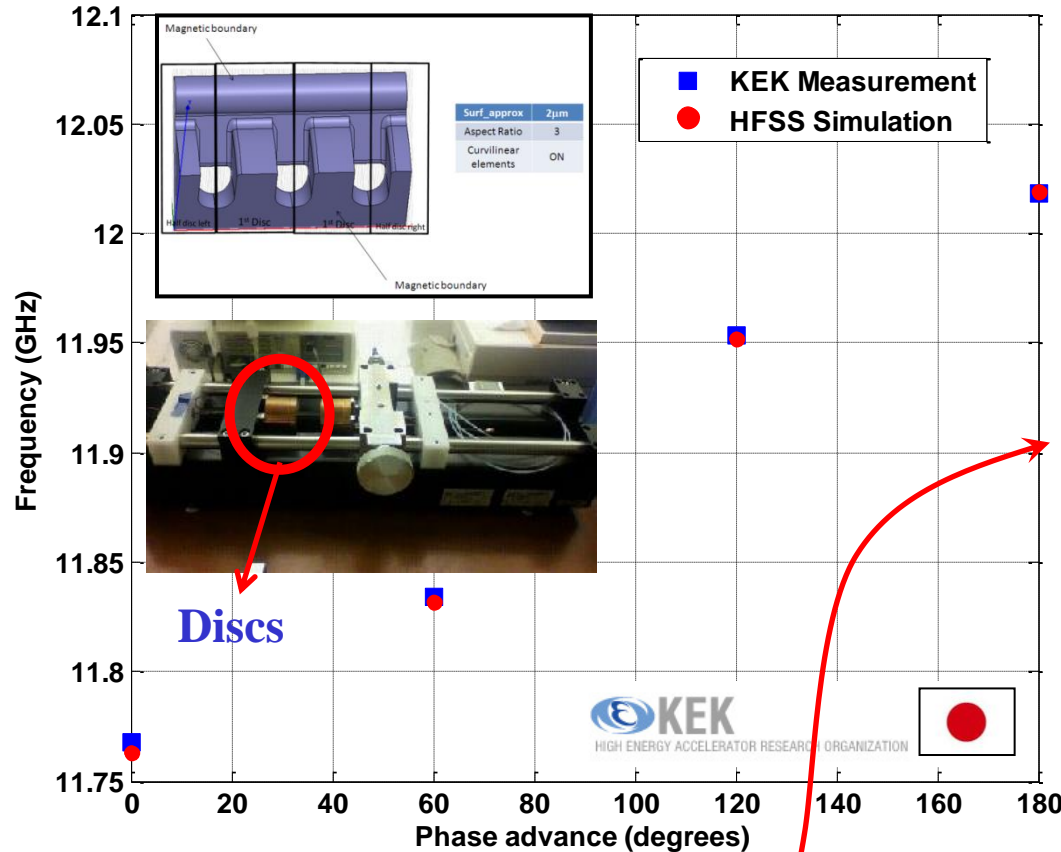 12.1
12.05
12
11.95
11.9
11.85
11.8
11.75
Frequency (GHz)
0
20
40
60
80
100
120
140
160
180
Phase advance (degrees)
KEK Measurement
HFSS Simulation
Magnetic boundary
Surf_approx 2µm
Aspect Ratio 3
Curvilinear elements ON
Half disc left
1st Disc
1st Disc
Half disc right
Magnetic boundary
Discs
KEK
HIGH ENERGY ACCELERATOR RESEARCH ORGANIZATION